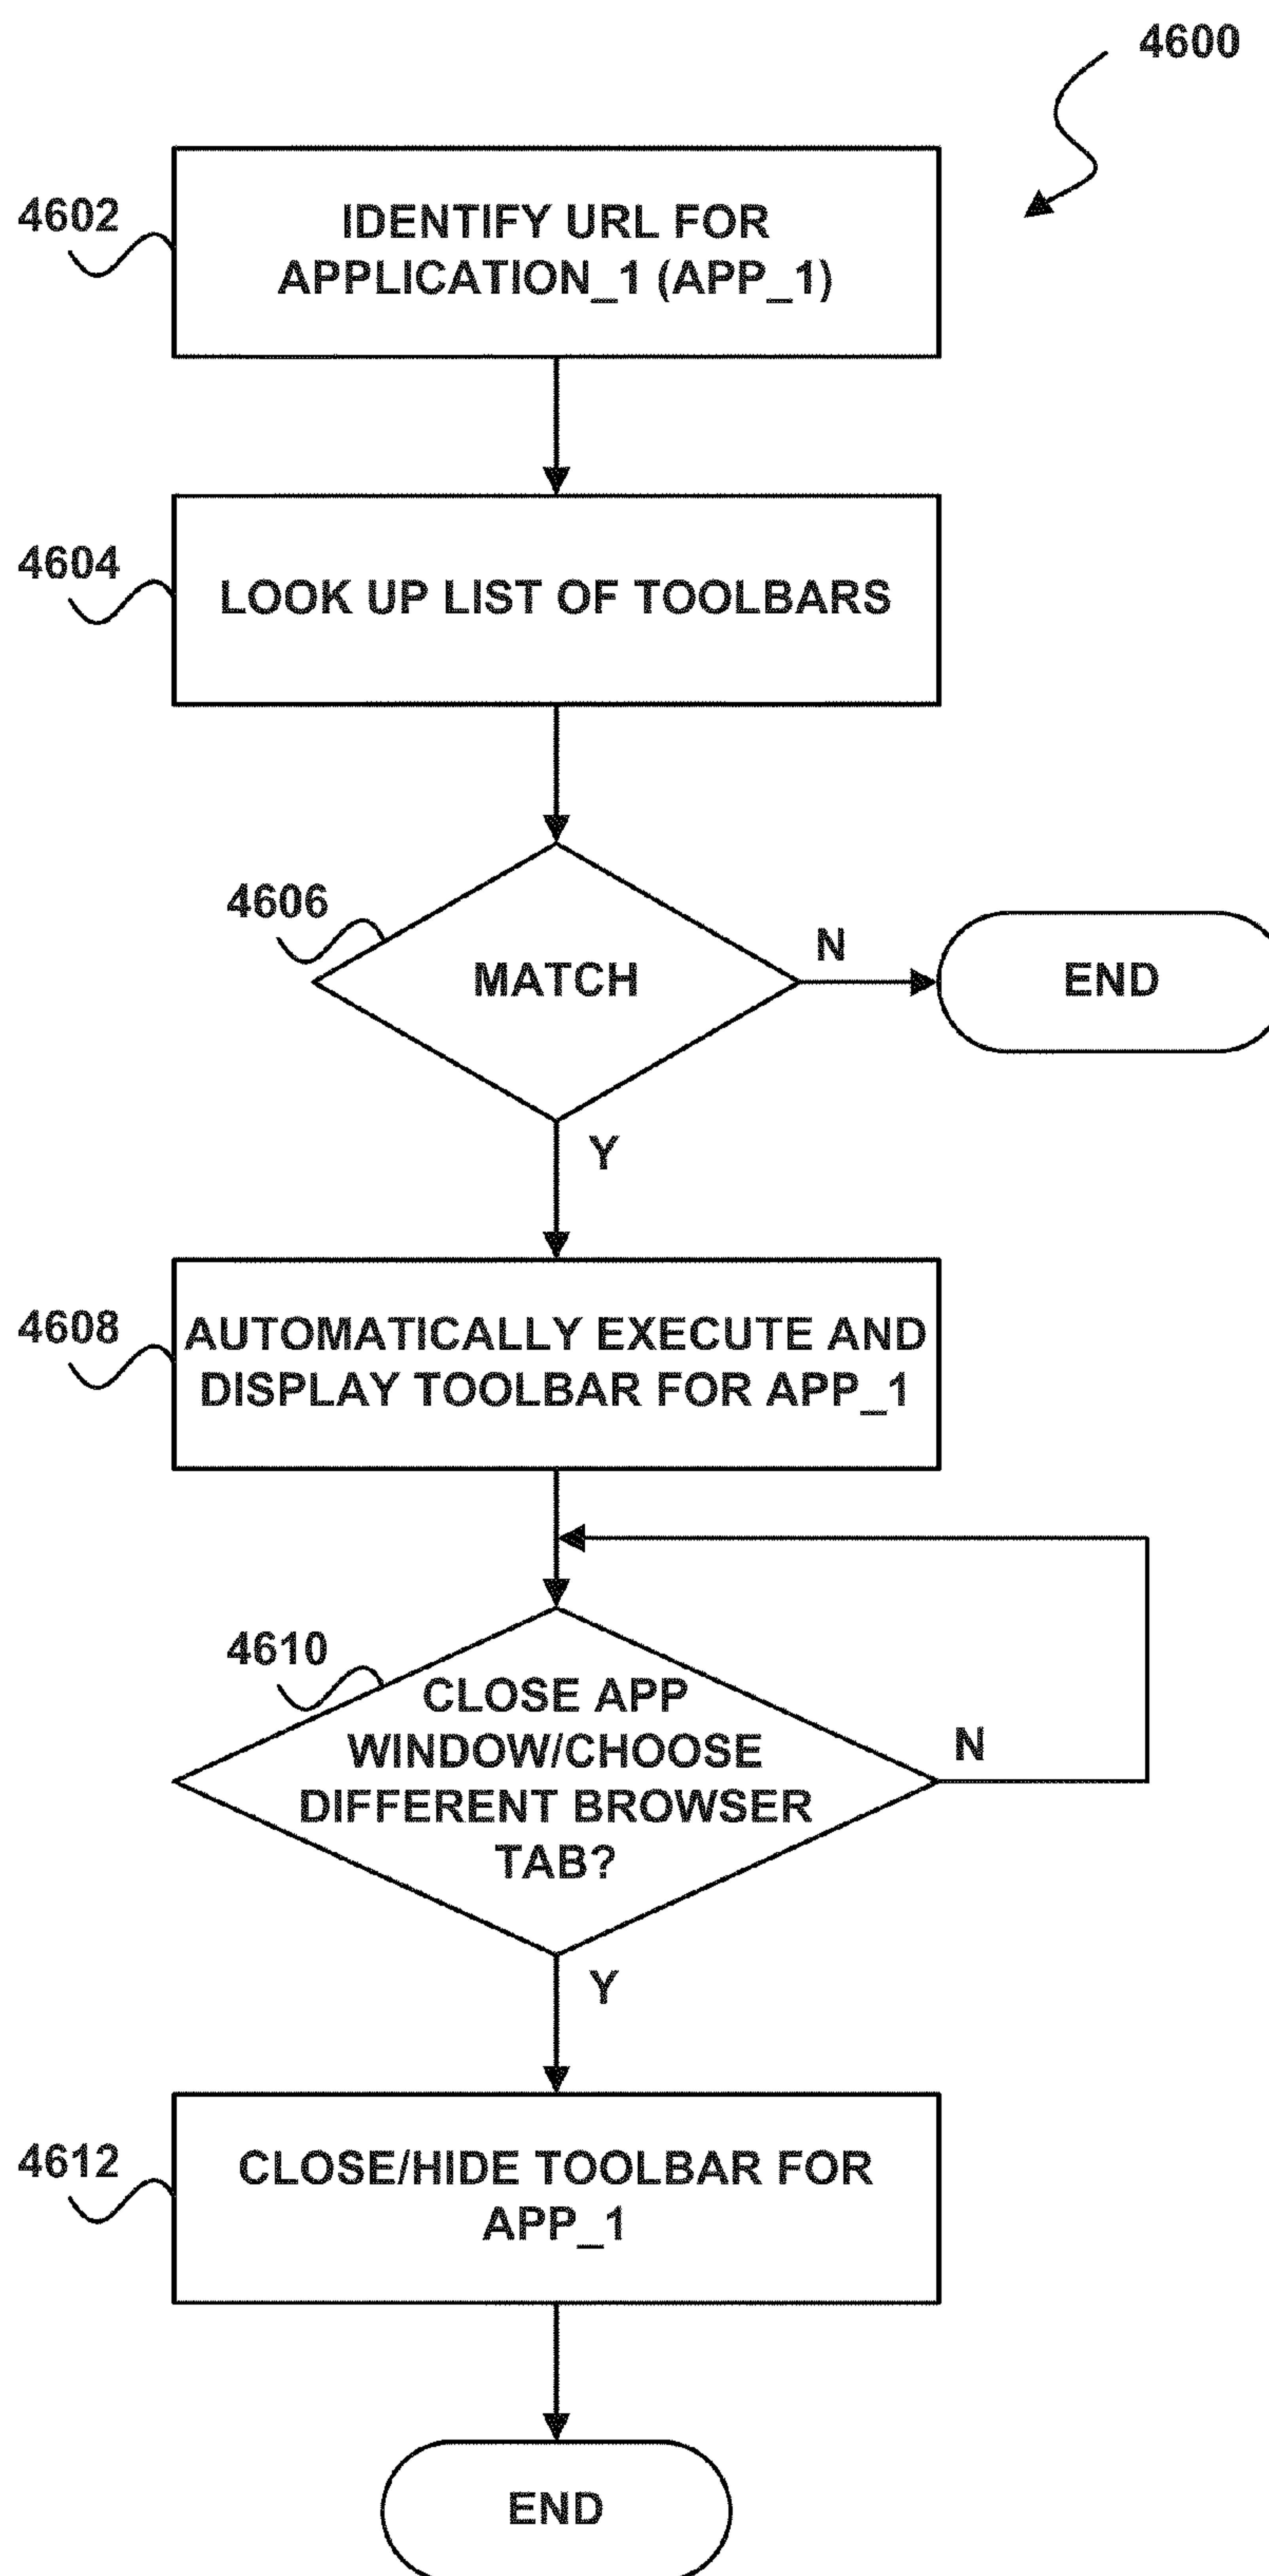 4600
4602
IDENTIFY URL FOR
APPLICATION_1 (APP_1)
4604
LOOK UP LIST OF TOOLBARS
4606
MATCH
N
END
Y
4608
AUTOMATICALLY EXECUTE AND
DISPLAY TOOLBAR FOR APP_1
4610
CLOSE APP
WINDOW/CHOOSE
DIFFERENT BROWSER
TAB?
N
Y
4612
CLOSE/HIDE TOOLBAR FOR
APP_1
END